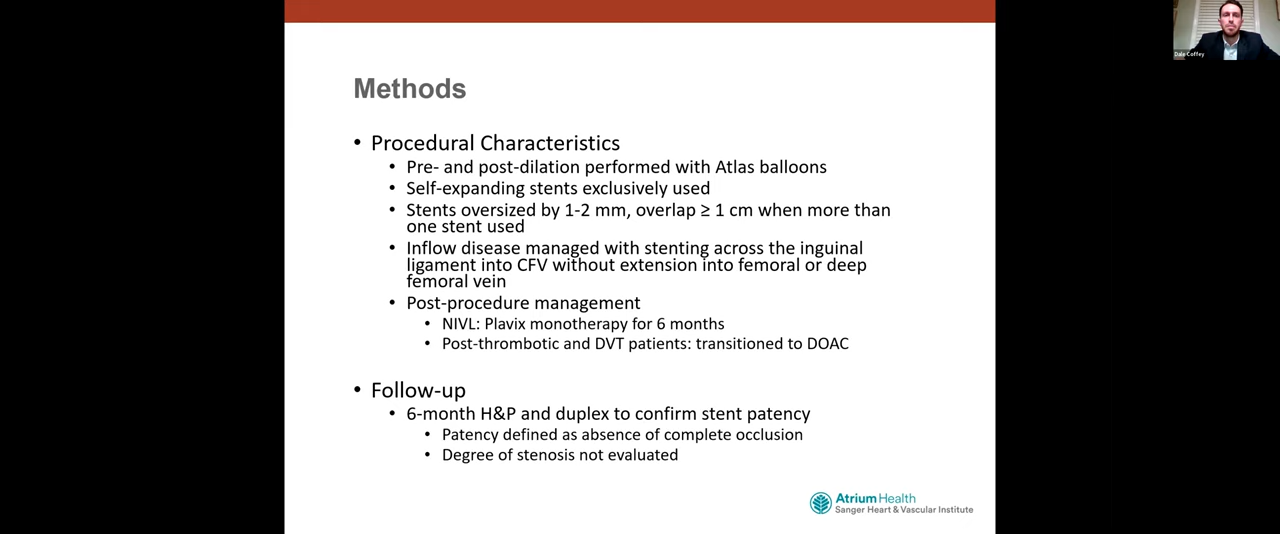 Methods
• Procedural Characteristics
• Pre- and post-dilation performed with Atlas balloons
• Self-expanding stents exclusively used
• Stents oversized by 1-2 mm, overlap ≥ 1 cm when more than
one stent used
• Inflow disease managed with stenting across the inguinal
ligament into CFV without extension into femoral or deep
femoral vein
• Post-procedure management
• NIVL: Plavix monotherapy for 6 months
• Post-thrombotic and DVT patients: transitioned to DOAC
• Follow-up
• 6-month H&P and duplex to confirm stent patency
• Patency defined as absence of complete occlusion
• Degree of stenosis not evaluated
Atrium Health
Sanger Heart & Vascular Institute
Dale Coffey